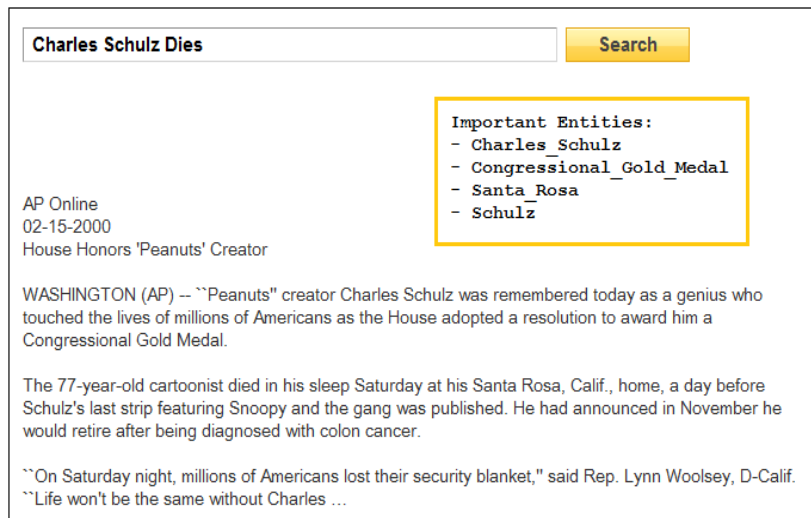 Charles Schulz Dies
Search
Important Entities:
- Charles_Schulz
- Congressional_Gold_Medal
- Santa_Rosa
- Schulz
AP Online
02-15-2000
House Honors 'Peanuts' Creator
WASHINGTON (AP) -- ``Peanuts'' creator Charles Schulz was remembered today as a genius who
touched the lives of millions of Americans as the House adopted a resolution to award him a
Congressional Gold Medal.
The 77-year-old cartoonist died in his sleep Saturday at his Santa Rosa, Calif., home, a day before
Schulz's last strip featuring Snoopy and the gang was published. He had announced in November he
would retire after being diagnosed with colon cancer.
``On Saturday night, millions of Americans lost their security blanket,'' said Rep. Lynn Woolsey, D-Calif.
``Life won't be the same without Charles ...